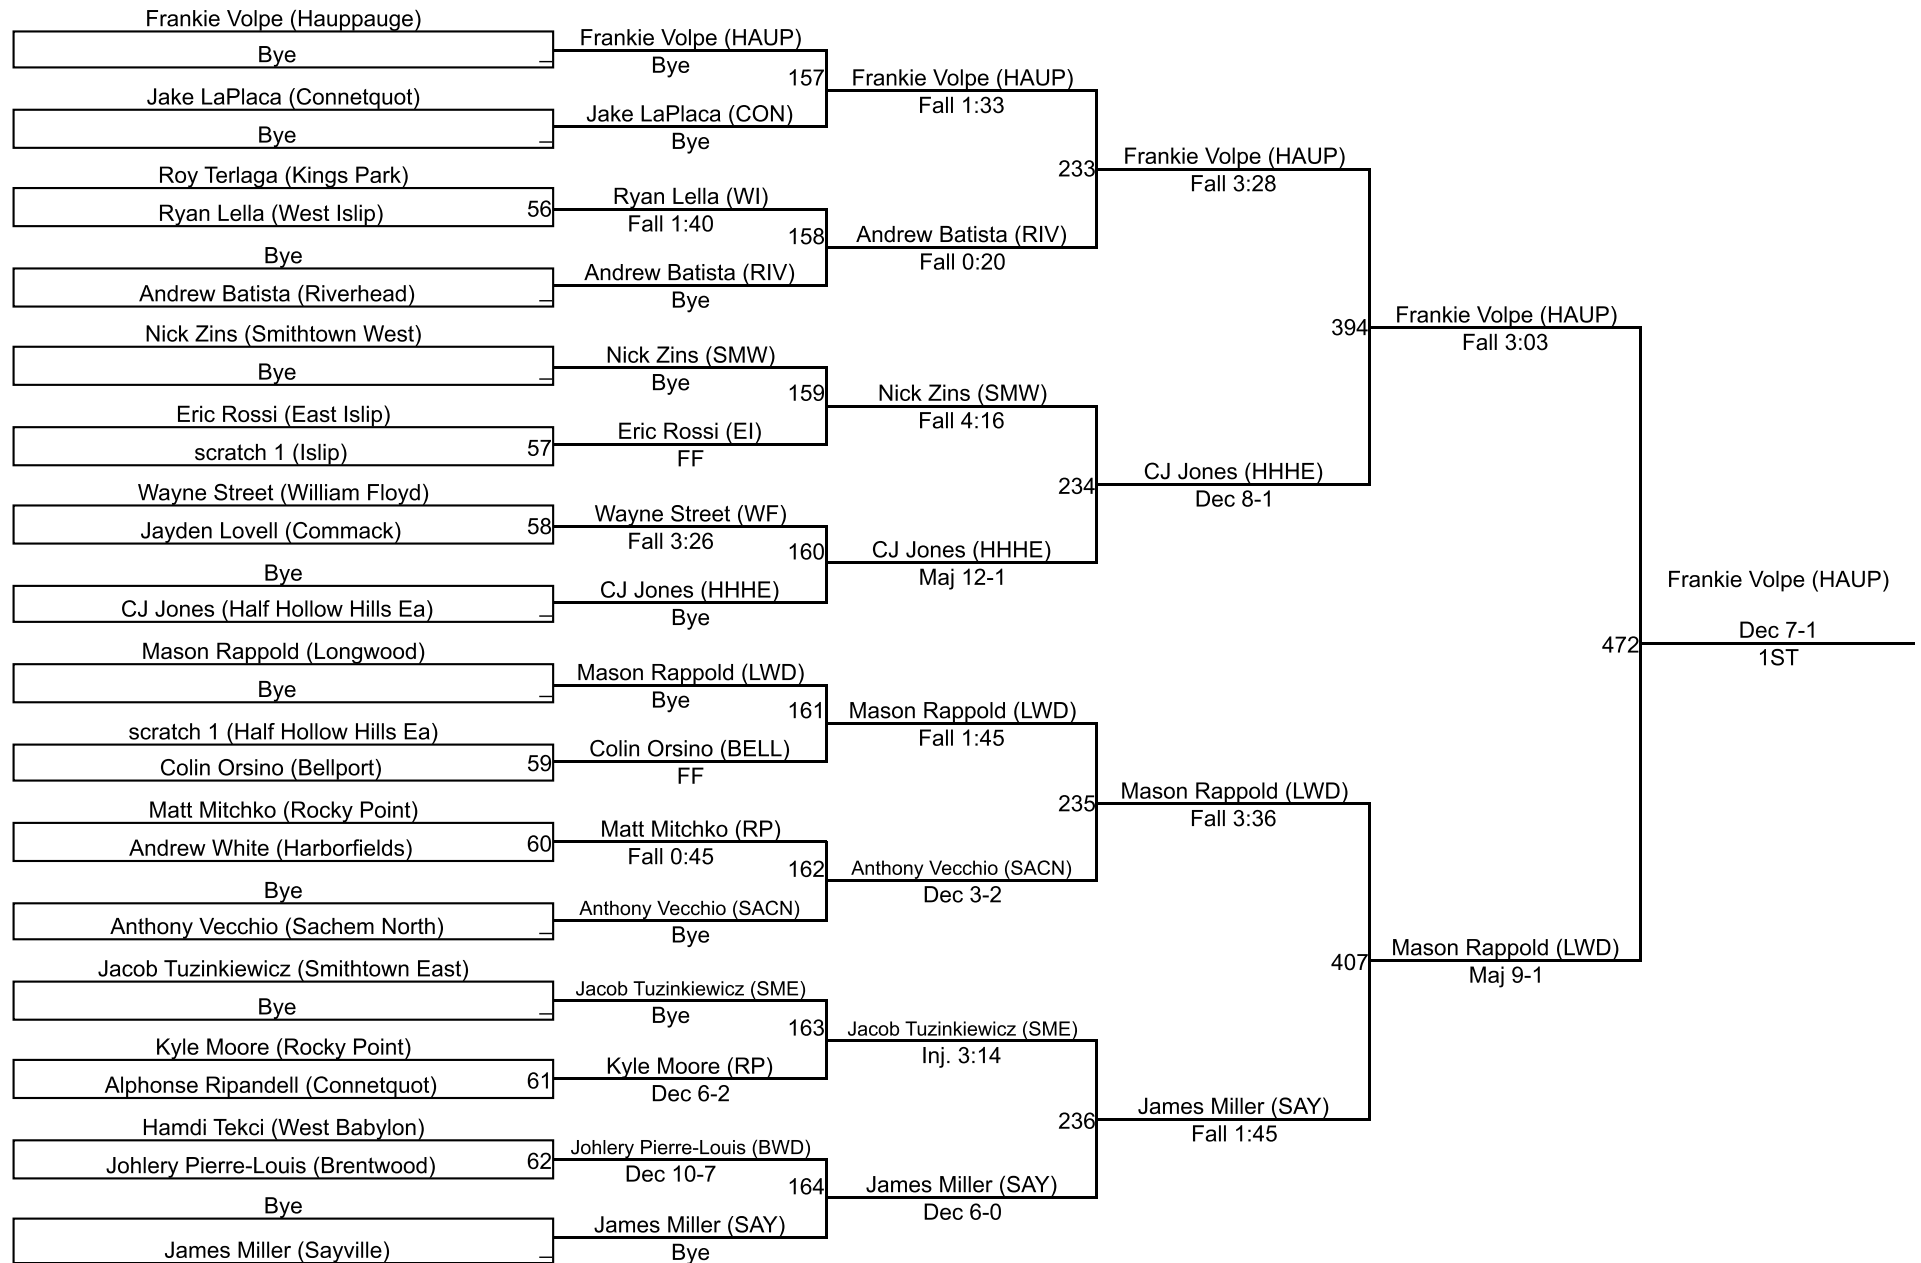 Frankie Volpe (Hauppauge)
Bye
Jake LaPlaca (Connetquot)
Bye
Roy Terlaga (Kings Park)
Ryan Lella (West Islip)
56
Bye
Andrew Batista (Riverhead)
Nick Zins (Smithtown West)
Bye
Eric Rossi (East Islip)
scratch 1 (Islip)
57
Wayne Street (William Floyd)
Jayden Lovell (Commack)
58
Bye
CJ Jones (Half Hollow Hills Ea)
Mason Rappold (Longwood)
Bye
scratch 1 (Half Hollow Hills Ea)
Colin Orsino (Bellport)
59
Matt Mitchko (Rocky Point)
Andrew White (Harborfields)
60
Bye
Anthony Vecchio (Sachem North)
Jacob Tuzinkiewicz (Smithtown East)
Bye
Kyle Moore (Rocky Point)
Alphonse Ripandell (Connetquot)
61
Hamdi Tekci (West Babylon)
Johlery Pierre-Louis (Brentwood)
62
Bye
James Miller (Sayville)
Frankie Volpe (HAUP)
Bye
157
Jake LaPlaca (CON)
Bye
Ryan Lella (WI)
Fall 1:40
158
Andrew Batista (RIV)
Bye
Nick Zins (SMW)
Bye
159
Eric Rossi (EI)
FF
Wayne Street (WF)
Fall 3:26
160
CJ Jones (HHHE)
Bye
Mason Rappold (LWD)
Bye
161
Colin Orsino (BELL)
FF
Matt Mitchko (RP)
Fall 0:45
162
Anthony Vecchio (SACN)
Bye
Jacob Tuzinkiewicz (SME)
Bye
163
Kyle Moore (RP)
Dec 6-2
Johlery Pierre-Louis (BWD)
Dec 10-7
164
James Miller (SAY)
Bye
Frankie Volpe (HAUP)
Fall 1:33
233
Andrew Batista (RIV)
Fall 0:20
Nick Zins (SMW)
Fall 4:16
234
CJ Jones (HHHE)
Maj 12-1
Mason Rappold (LWD)
Fall 1:45
235
Anthony Vecchio (SACN)
Dec 3-2
Jacob Tuzinkiewicz (SME)
Inj. 3:14
236
James Miller (SAY)
Dec 6-0
Frankie Volpe (HAUP)
Fall 3:28
394
CJ Jones (HHHE)
Dec 8-1
Mason Rappold (LWD)
Fall 3:36
407
James Miller (SAY)
Fall 1:45
Frankie Volpe (HAUP)
Fall 3:03
472
Mason Rappold (LWD)
Maj 9-1
Frankie Volpe (HAUP)
Dec 7-1
1ST